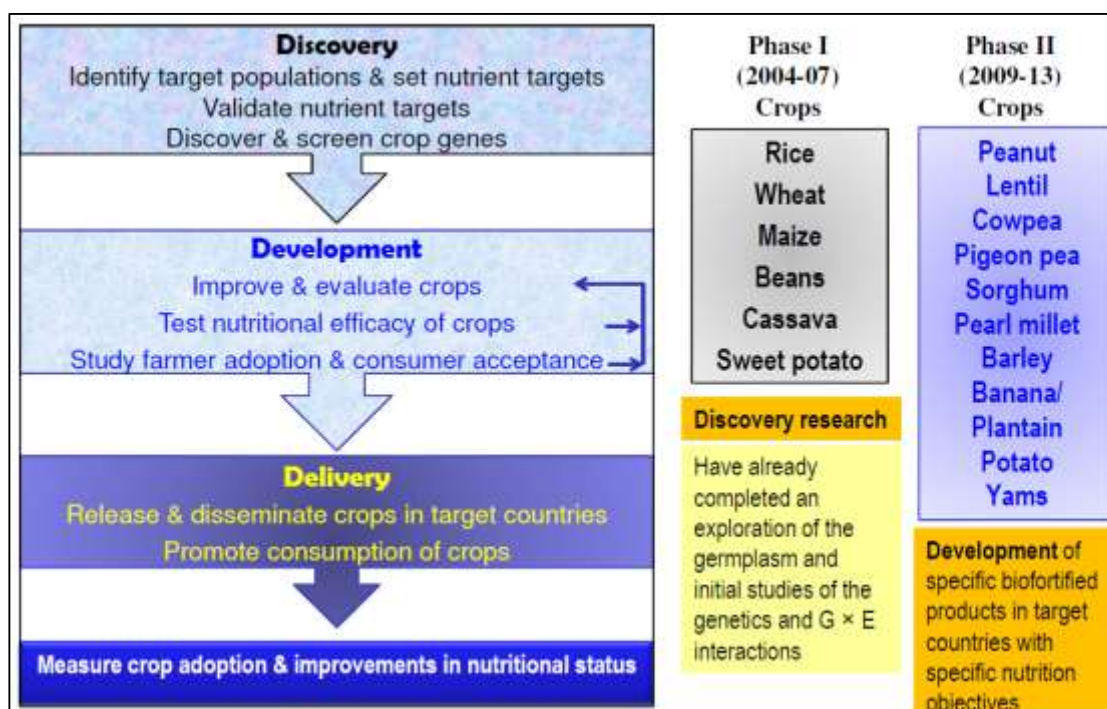 Discovery
Identify target populations & set nutrient targets
Validate nutrient targets
Discover & screen crop genes
Development
Improve & evaluate crops
Test nutritional efficacy of crops
Study farmer adoption & consumer acceptance
Delivery
Release & disseminate crops in target countries
Promote consumption of crops
Measure crop adoption & improvements in nutritional status
Phase I
(2004-07)
Crops
Rice
Wheat
Maize
Beans
Cassava
Sweet potato
Discovery research
Have already
completed an
exploration of the
germplasm and
initial studies of the
genetics and G × E
interactions
Phase II
(2009-13)
Crops
Peanut
Lentil
Cowpea
Pigeon pea
Sorghum
Pearl millet
Barley
Banana/
Plantain
Potato
Yams
Development of
specific biofortified
products in target
countries with
specific nutrition
objectives